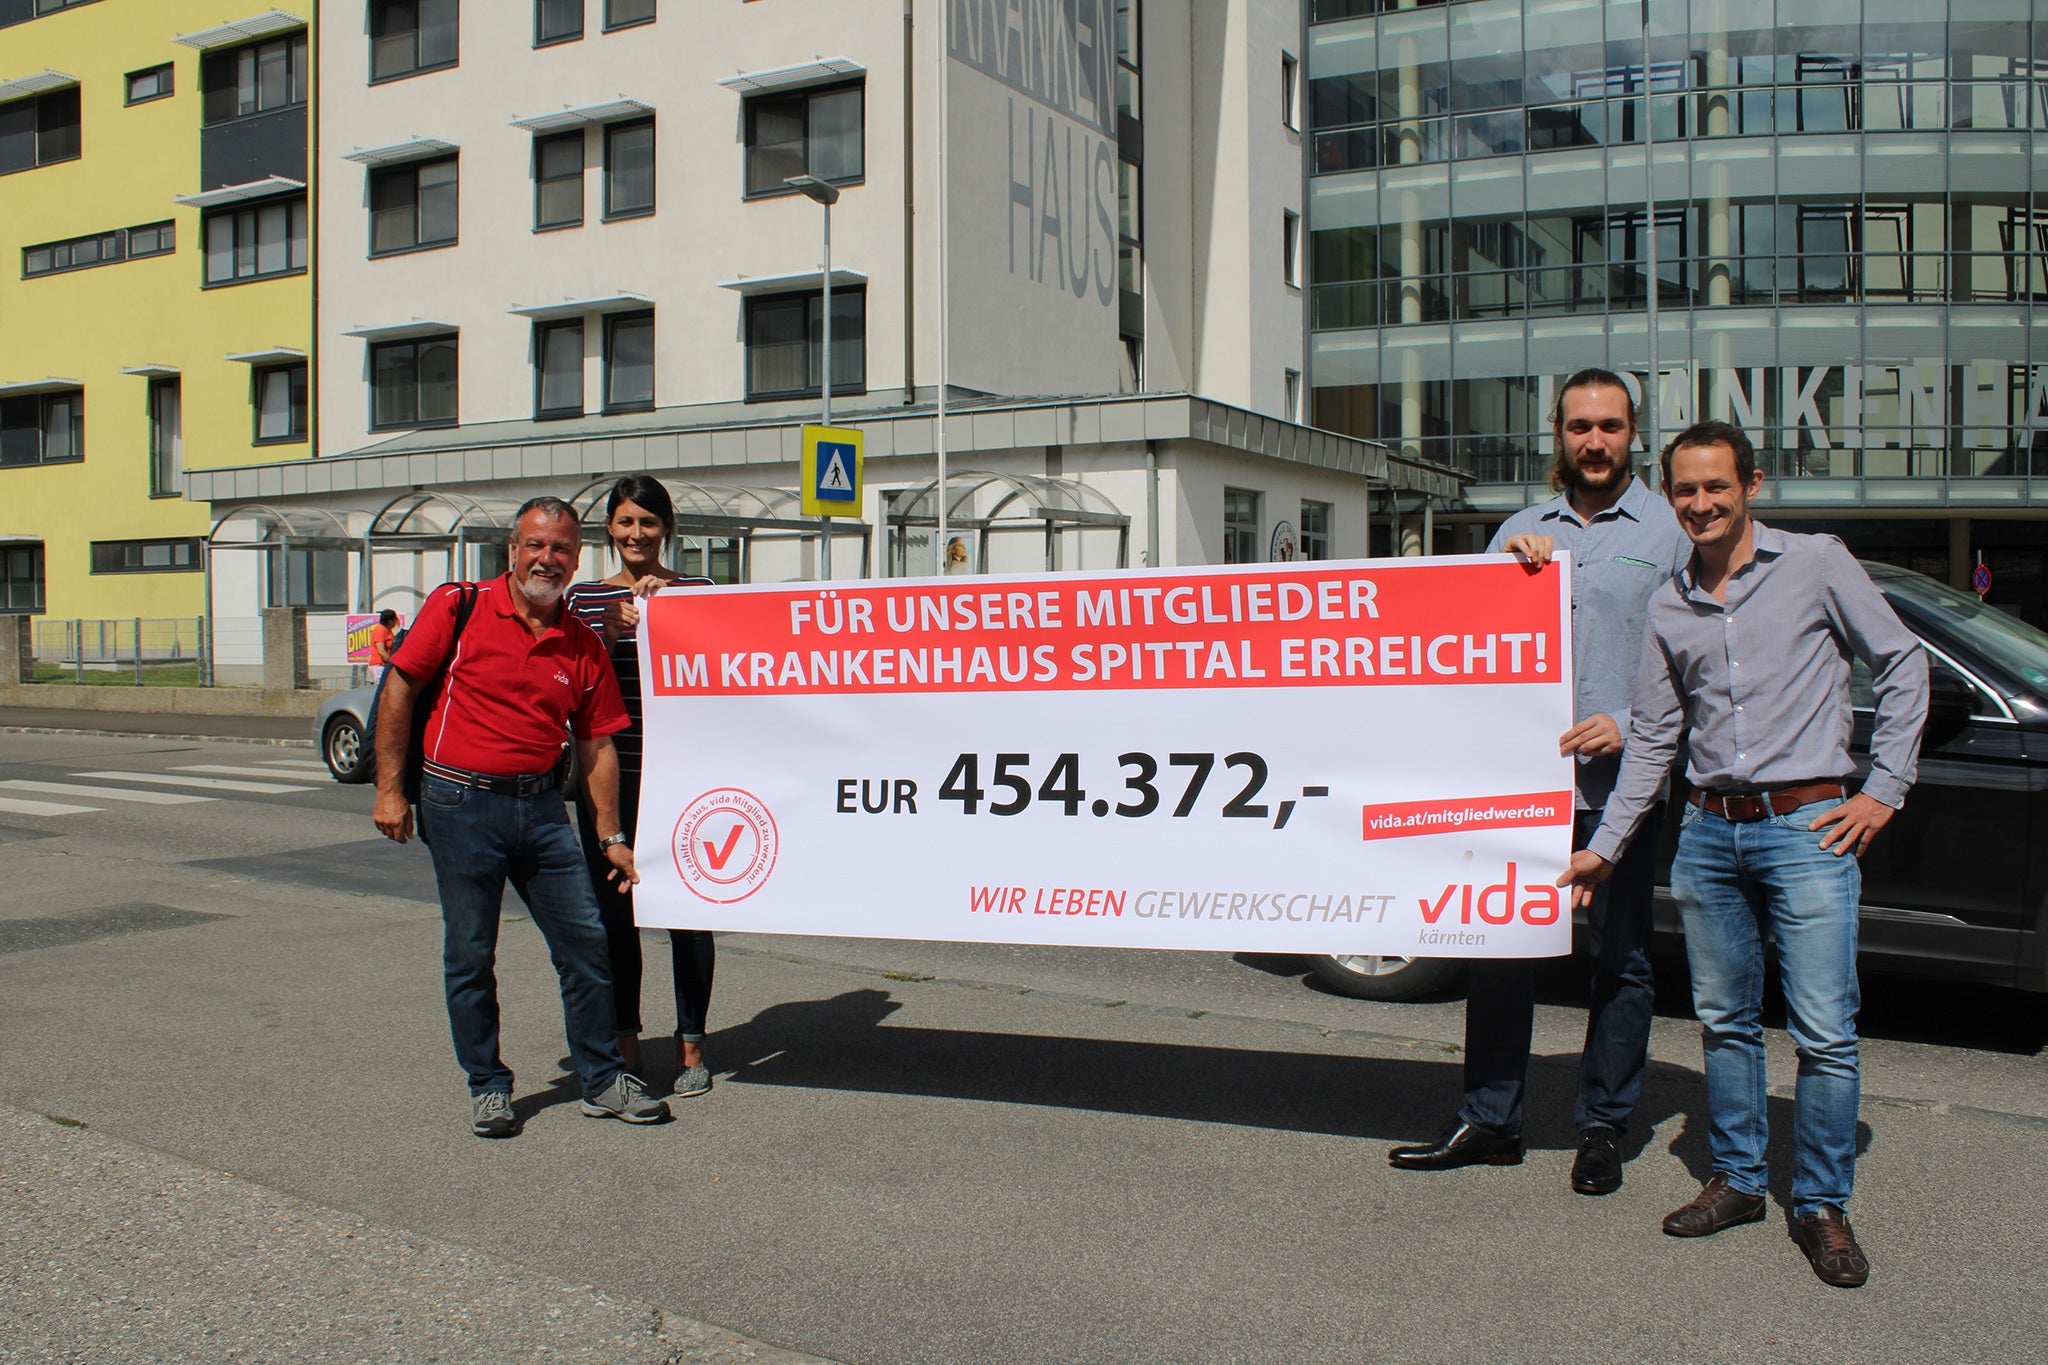 KRANKEN
HAUS
KRANKENHA
FÜR UNSERE MITGLIEDER
IM KRANKENHAUS SPITTAL ERREICHT!
EUR 454.372,-
vida.at/mitgliedwerden
Es zahlt sich aus, vida Mitglied zu werden!
WIR LEBEN GEWERKSCHAFT vida
kärnten
vida
DIMI